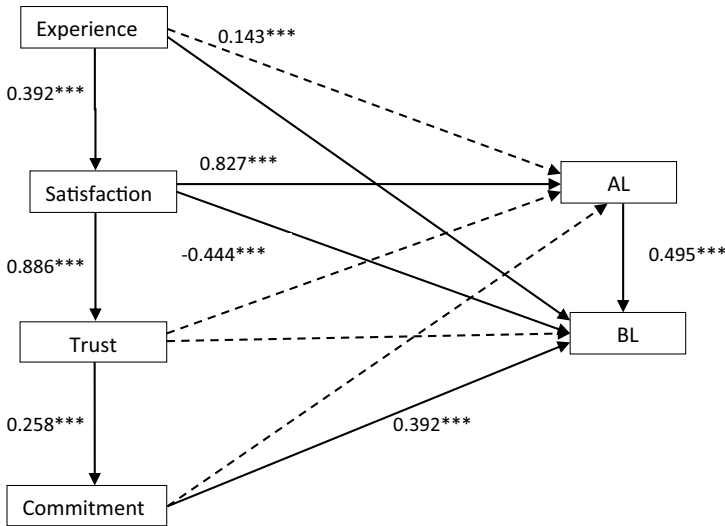 Experience
0.143***
0.392***
0.827***
AL
Satisfaction
0.886***
-0.444***
0.495***
Trust
BL
0.258***
0.392***
Commitment